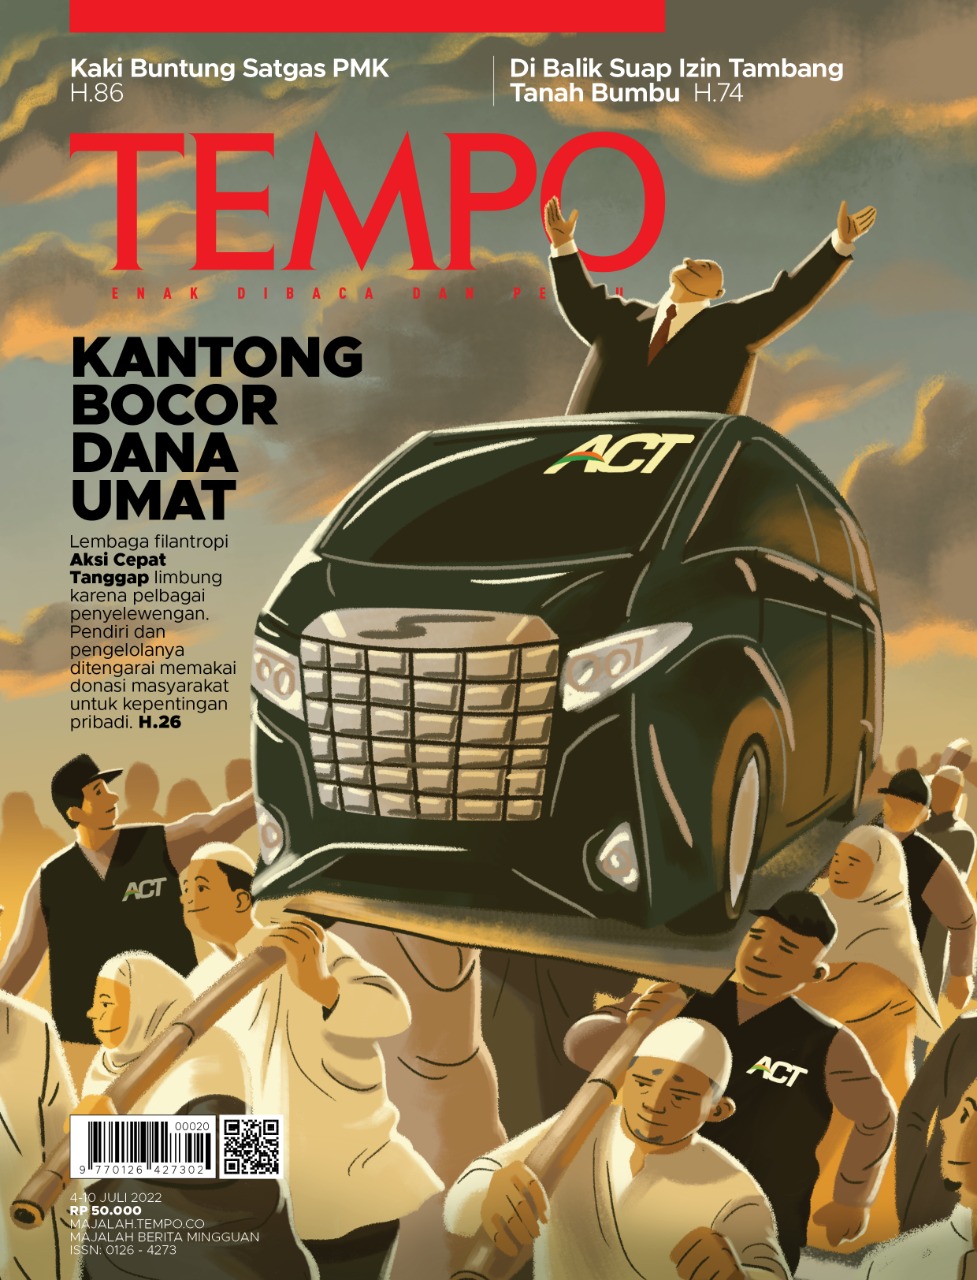 Kaki Buntung Satgas PMK
H.86
Di Balik Suap Izin Tambang
Tanah Bumbu H.74
TEMPO
ENAK DIBACA DAN PE U
KANTONG
BOCOR
DANA
UMAT
Lembaga filantropi
Aksi Cepat
Tanggap limbung
karena pelbagai
penyelewengan.
Pendiri dan
pengelolanya
ditengarai memakai
donasi masyarakat
untuk kepentingan
pribadi. H.26
ACT
ACT
ACT
00020
9 770126 427302
4-10 JULI 2022
RP 50.000
MAJALAH.TEMPO.CO
MAJALAH BERITA MINGGUAN
ISSN: 0126 - 4273